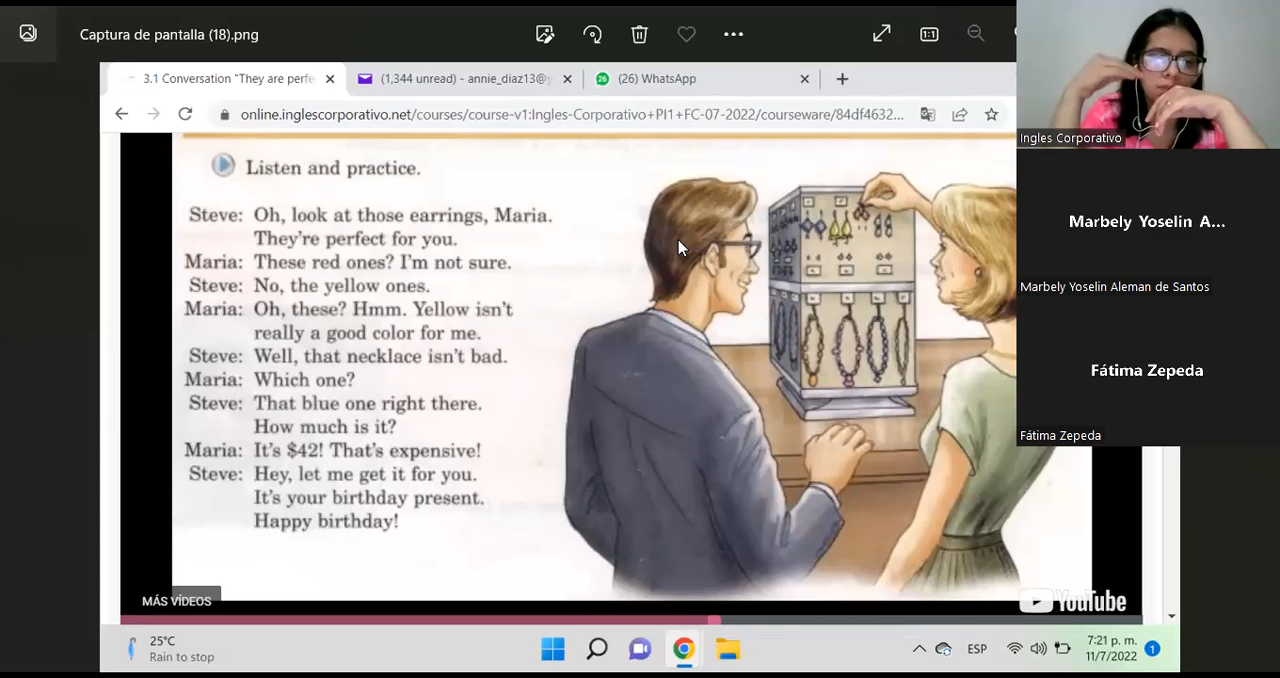 Captura de pantalla (18).png
1:1
3.1 Conversation "They are perfe
(1,344 unread) - annie_diaz13@y
26
(26) WhatsApp
online.inglescorporativo.net/courses/course-v1:Ingles-Corporativo+PI1+FC-07-2022/courseware/84df4632...
Ingles Corporativo
Marbely Yoselin A...
Marbely Yoselin Aleman de Santos
Fátima Zepeda
Fátima Zepeda
Listen and practice.
Steve: Oh, look at those earrings, Maria.
They're perfect for you.
Maria: These red ones? I'm not sure.
Steve: No, the yellow ones.
Maria: Oh, these? Hmm. Yellow isn't
really a good color for me.
Steve: Well, that necklace isn't bad.
Maria: Which one?
Steve: That blue one right there.
How much is it?
Maria: It's $42! That's expensive!
Steve: Hey, let me get it for you.
It's your birthday present.
Happy birthday!
MÁS VÍDEOS
YouTube
25°C
Rain to stop
ESP
7:21 p. m.
11/7/2022
1